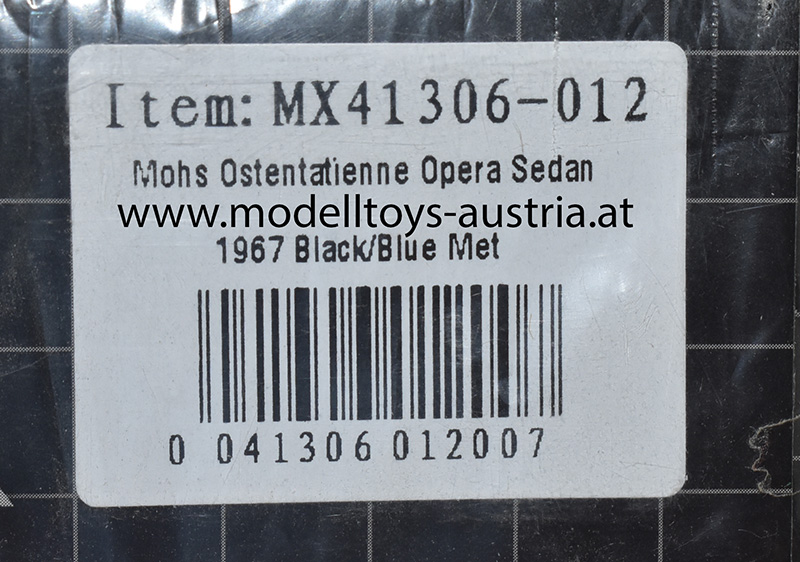 Item: MX41306-012
Mohs Ostentatienne Opera Sedan
www.modelltoys-austria.at
1967 Black/Blue Met
0 041306 012007